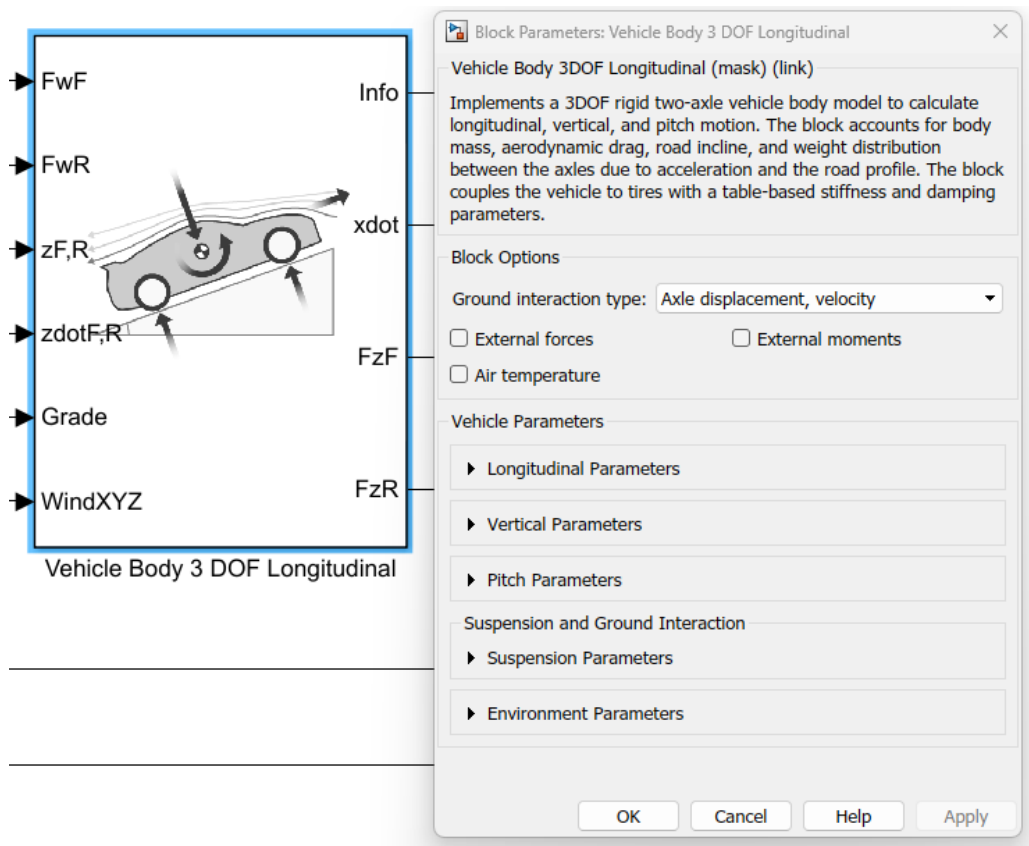 FwF
FwR
zF,R
zdotF,R
Grade
WindXYZ
Info
xdot
FzF
FzR
Vehicle Body 3 DOF Longitudinal
Block Parameters: Vehicle Body 3 DOF Longitudinal
Vehicle Body 3DOF Longitudinal (mask) (link)
Implements a 3DOF rigid two-axle vehicle body model to calculate
longitudinal, vertical, and pitch motion. The block accounts for body
mass, aerodynamic drag, road incline, and weight distribution
between the axles due to acceleration and the road profile. The block
couples the vehicle to tires with a table-based stiffness and damping
parameters.
Block Options
Ground interaction type: Axle displacement, velocity
External forces External moments
Air temperature
Vehicle Parameters
Longitudinal Parameters
Vertical Parameters
Pitch Parameters
Suspension and Ground Interaction
Suspension Parameters
Environment Parameters
OK Cancel Help Apply